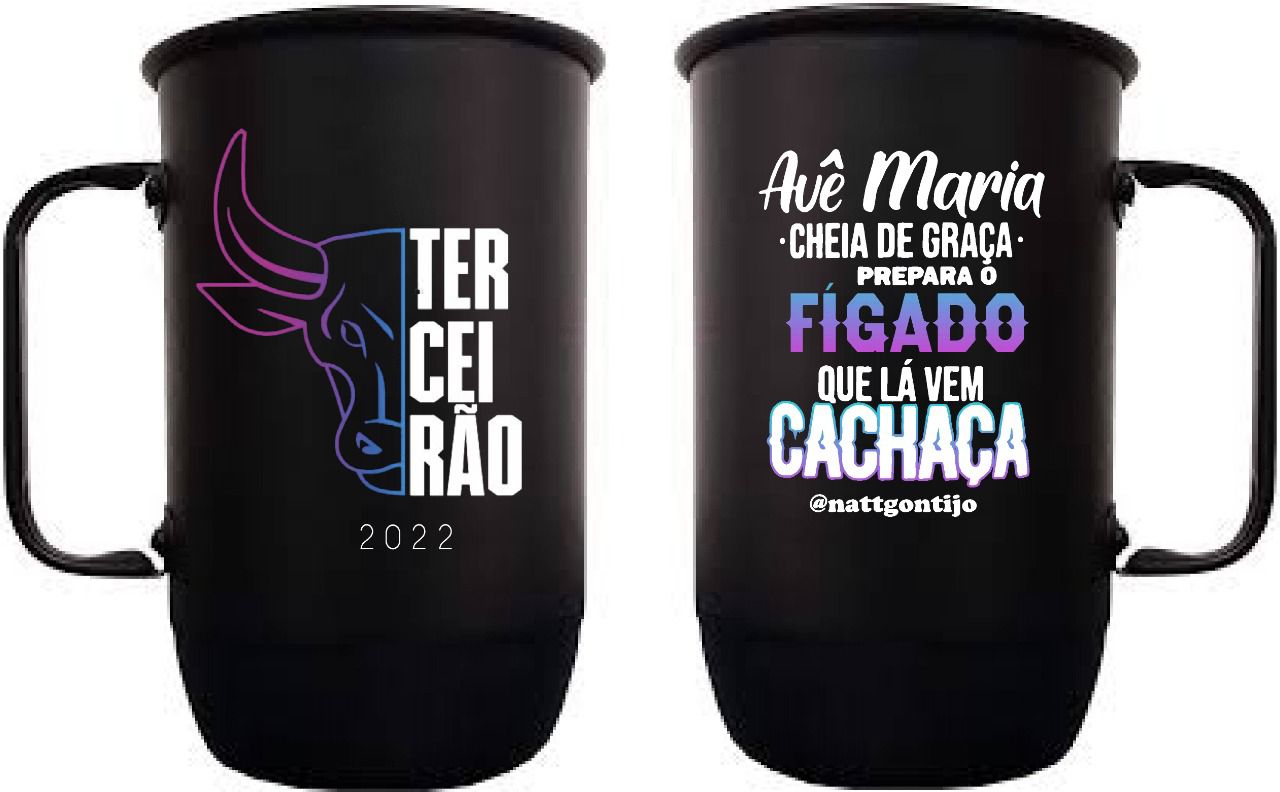 TER
CEI
RÃO
2022
Avê Maria
·CHEIA DE GRAÇA·
PREPARA O
FÍGADO
QUE LÁ VEM
CACHAÇA
@nattgontijo